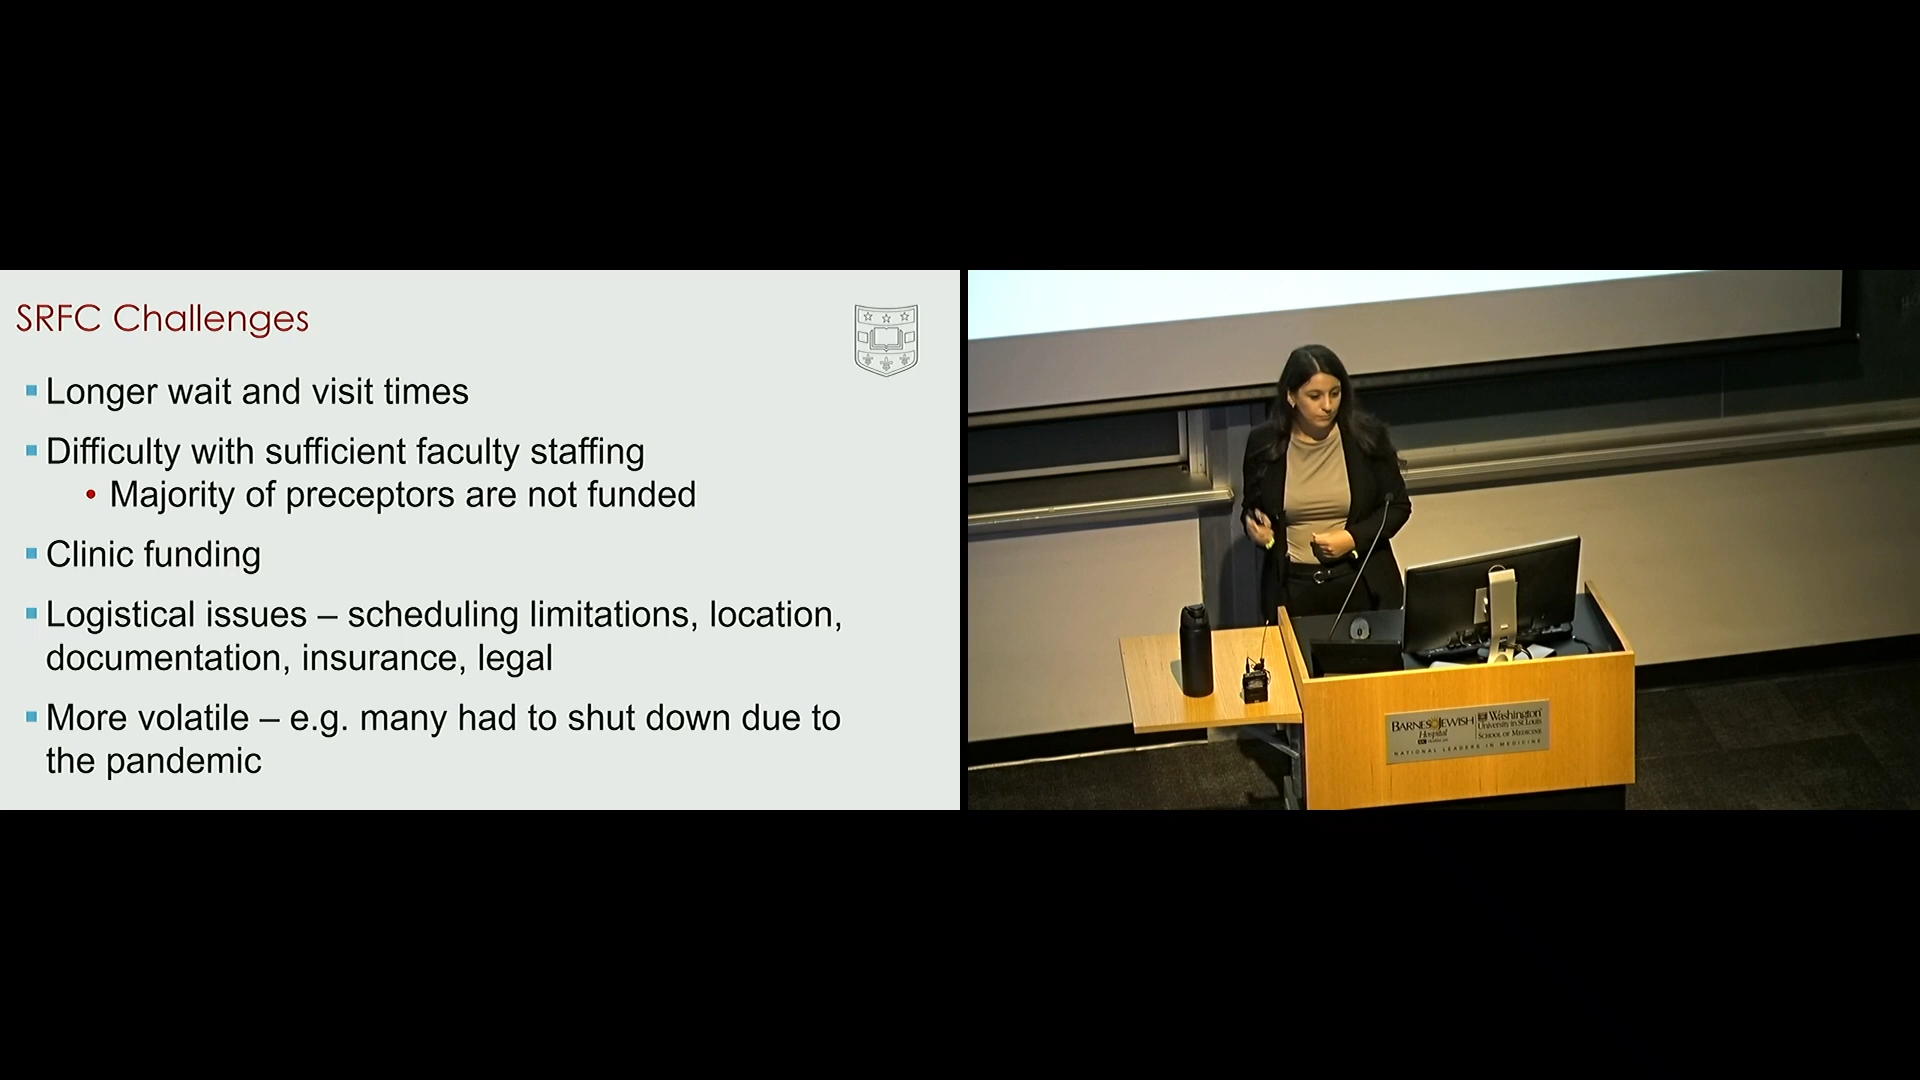 SRFC Challenges
Longer wait and visit times
Difficulty with sufficient faculty staffing
Majority of preceptors are not funded
Clinic funding
Logistical issues – scheduling limitations, location,
documentation, insurance, legal
More volatile – e.g. many had to shut down due to
the pandemic
BARNES JEWISH
Hospital
Washington
University in St. Louis
SCHOOL OF MEDICINE
NATIONAL LEADERS IN MEDICINE